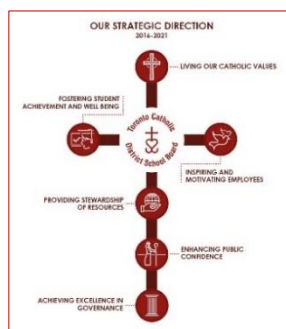 OUR STRATEGIC DIRECTION
2016-2021
LIVING OUR CATHOLIC VALUES
FOSTERING STUDENT
ACHIEVEMENT AND WELL BEING
Toronto Catholic
District School Board
INSPIRING AND
MOTIVATING EMPLOYEES
PROVIDING STEWARDSHIP
OF RESOURCES
ENHANCING PUBLIC
CONFIDENCE
ACHIEVING EXCELLENCE IN
GOVERNANCE